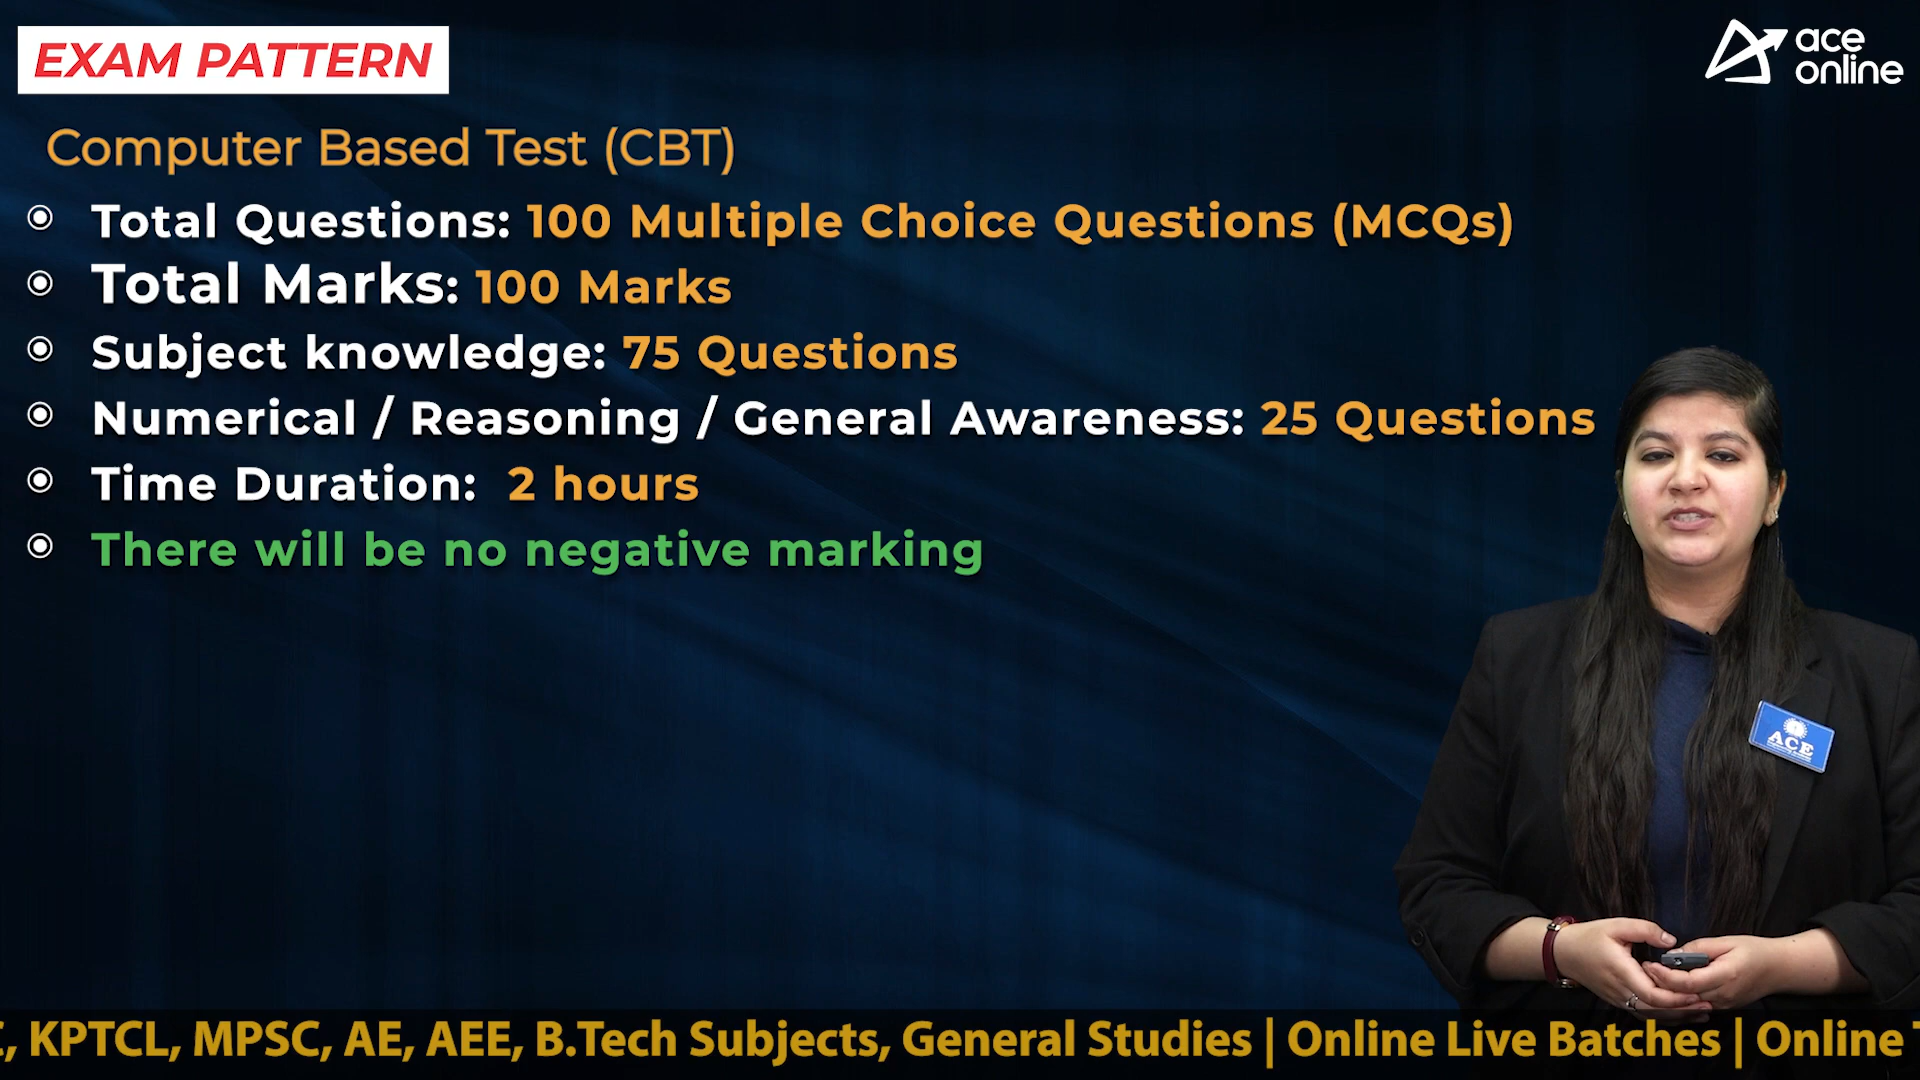 EXAM PATTERN
ace
online
Computer Based Test (CBT)
Total Questions: 100 Multiple Choice Questions (MCQs)
Total Marks: 100 Marks
Subject knowledge: 75 Questions
Numerical / Reasoning / General Awareness: 25 Questions
Time Duration: 2 hours
There will be no negative marking
ACE
, KPTCL, MPSC, AE, AEE, B.Tech Subjects, General Studies | Online Live Batches | Online